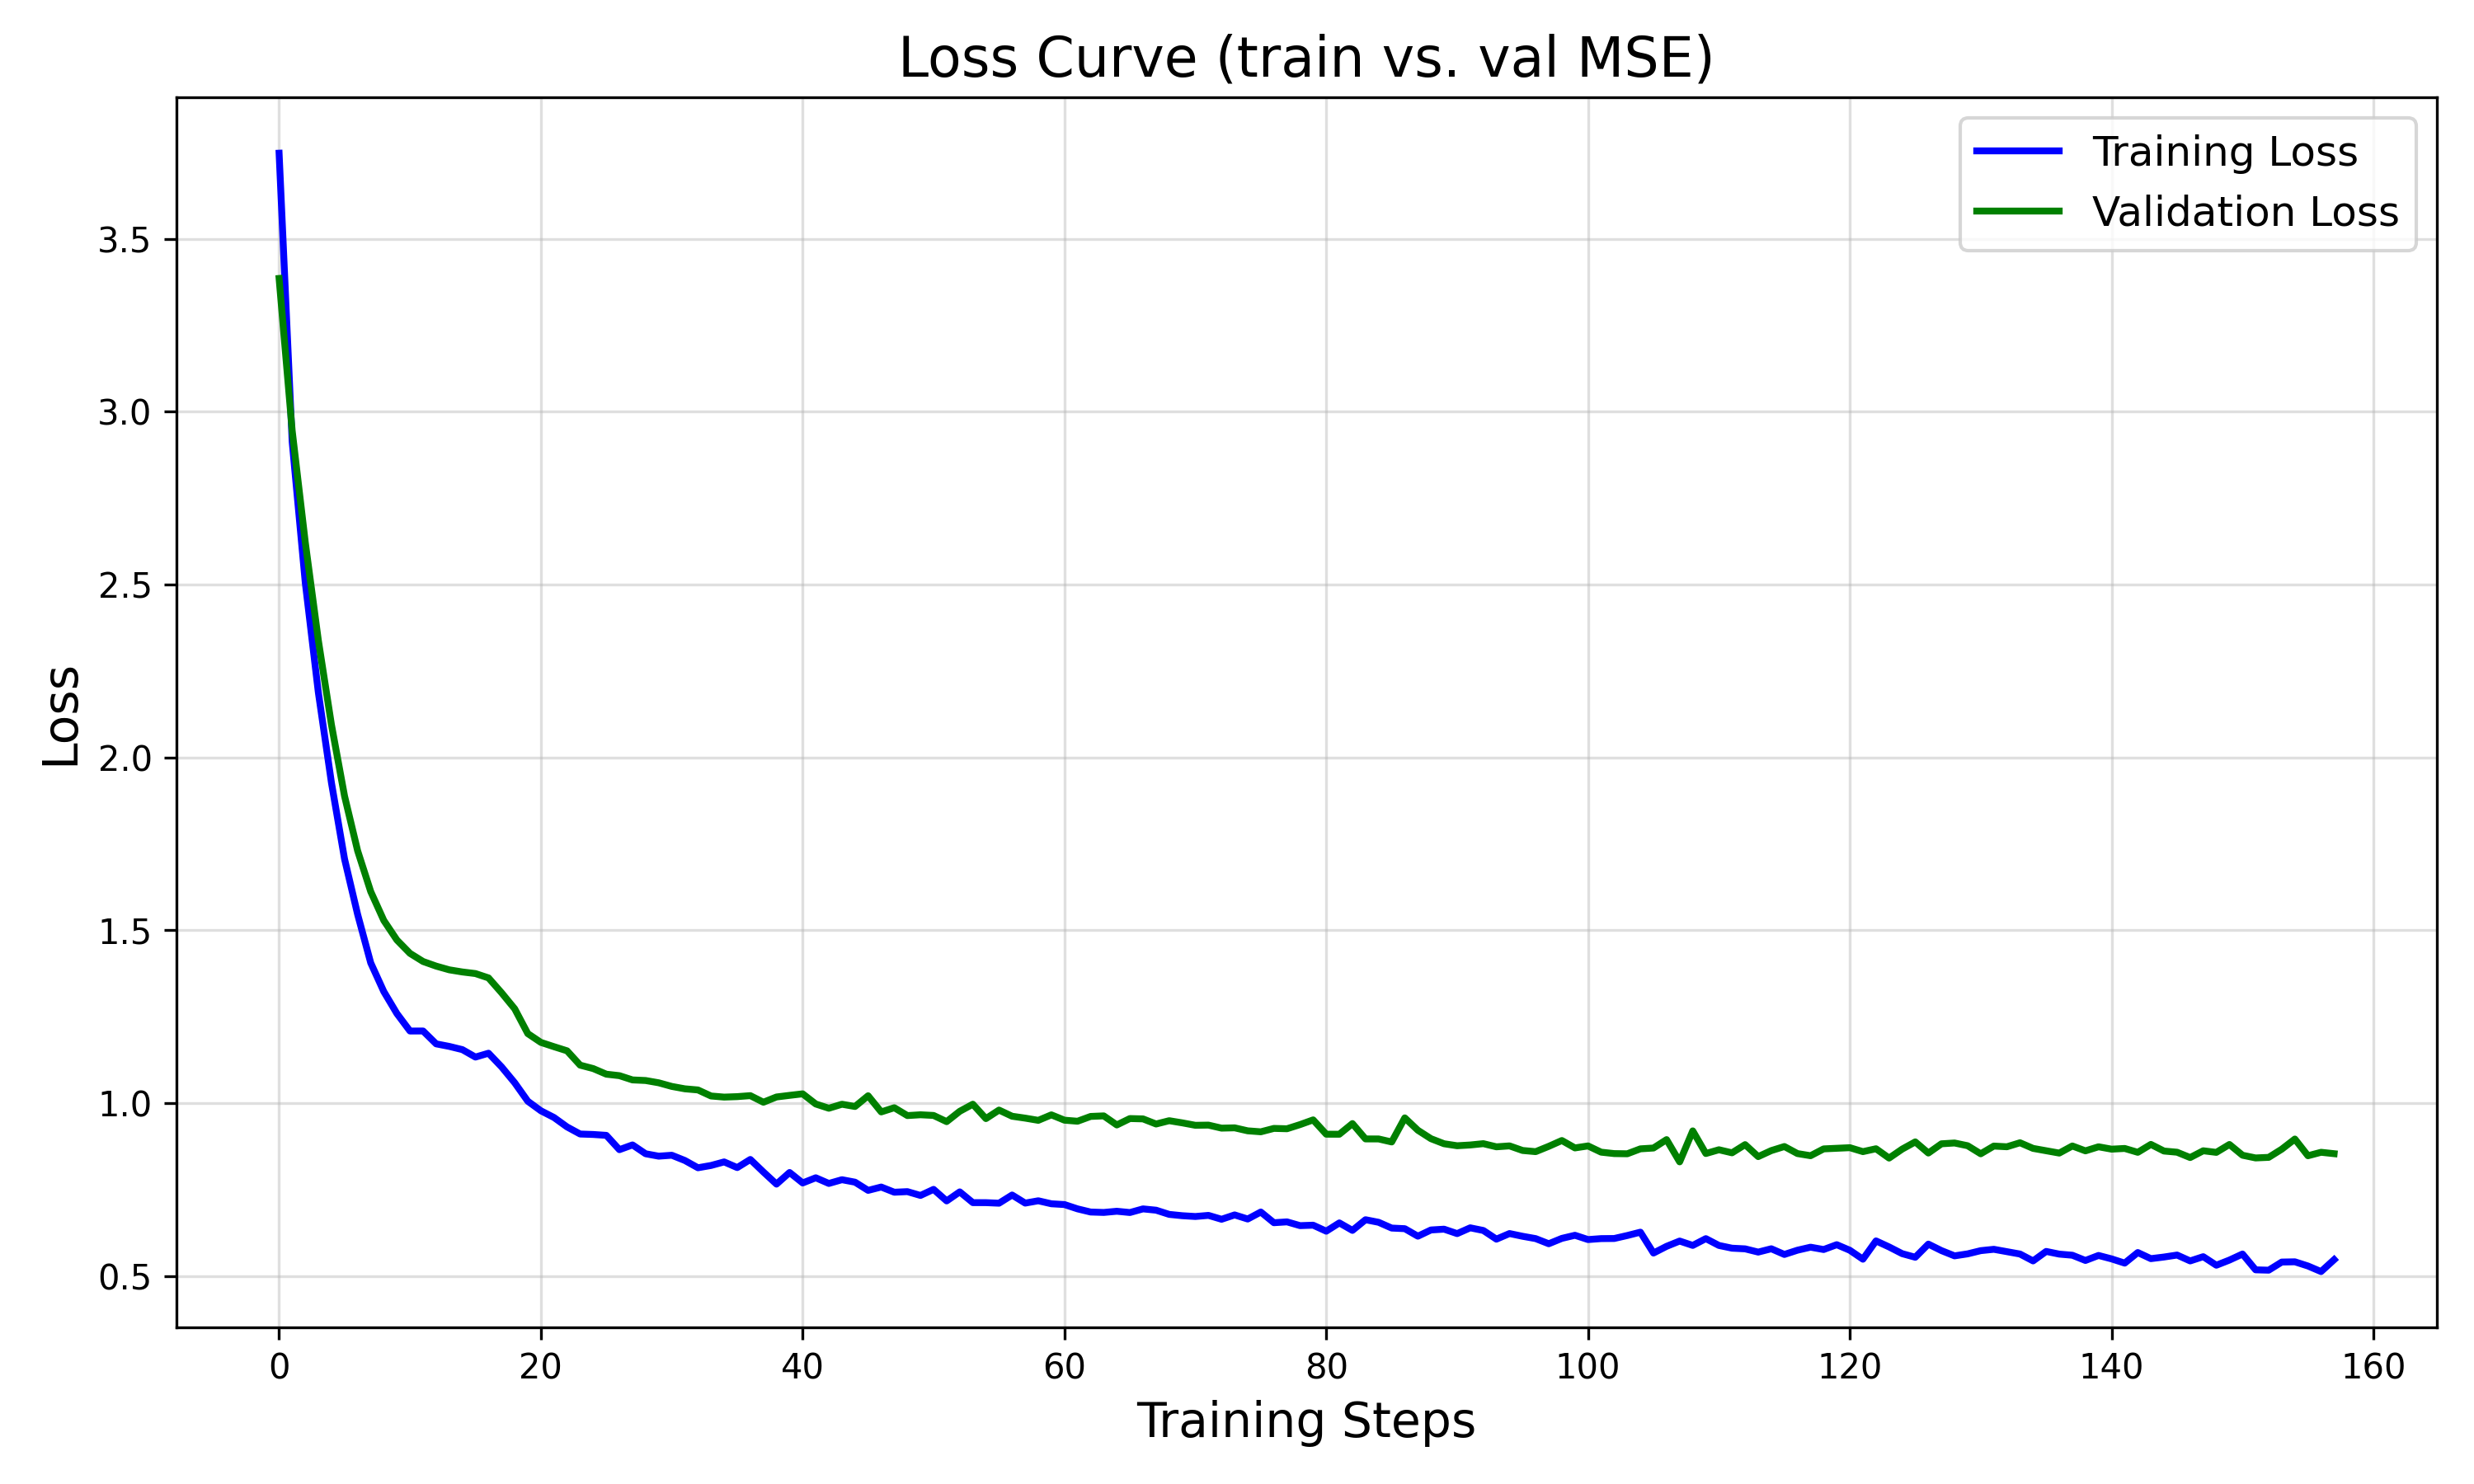 Loss Curve (train vs. val MSE)
Training Loss
Validation Loss
3.5
3.0
2.5
2.0
1.5
1.0
0.5
Loss
0 20 40 60 80 100 120 140 160
Training Steps